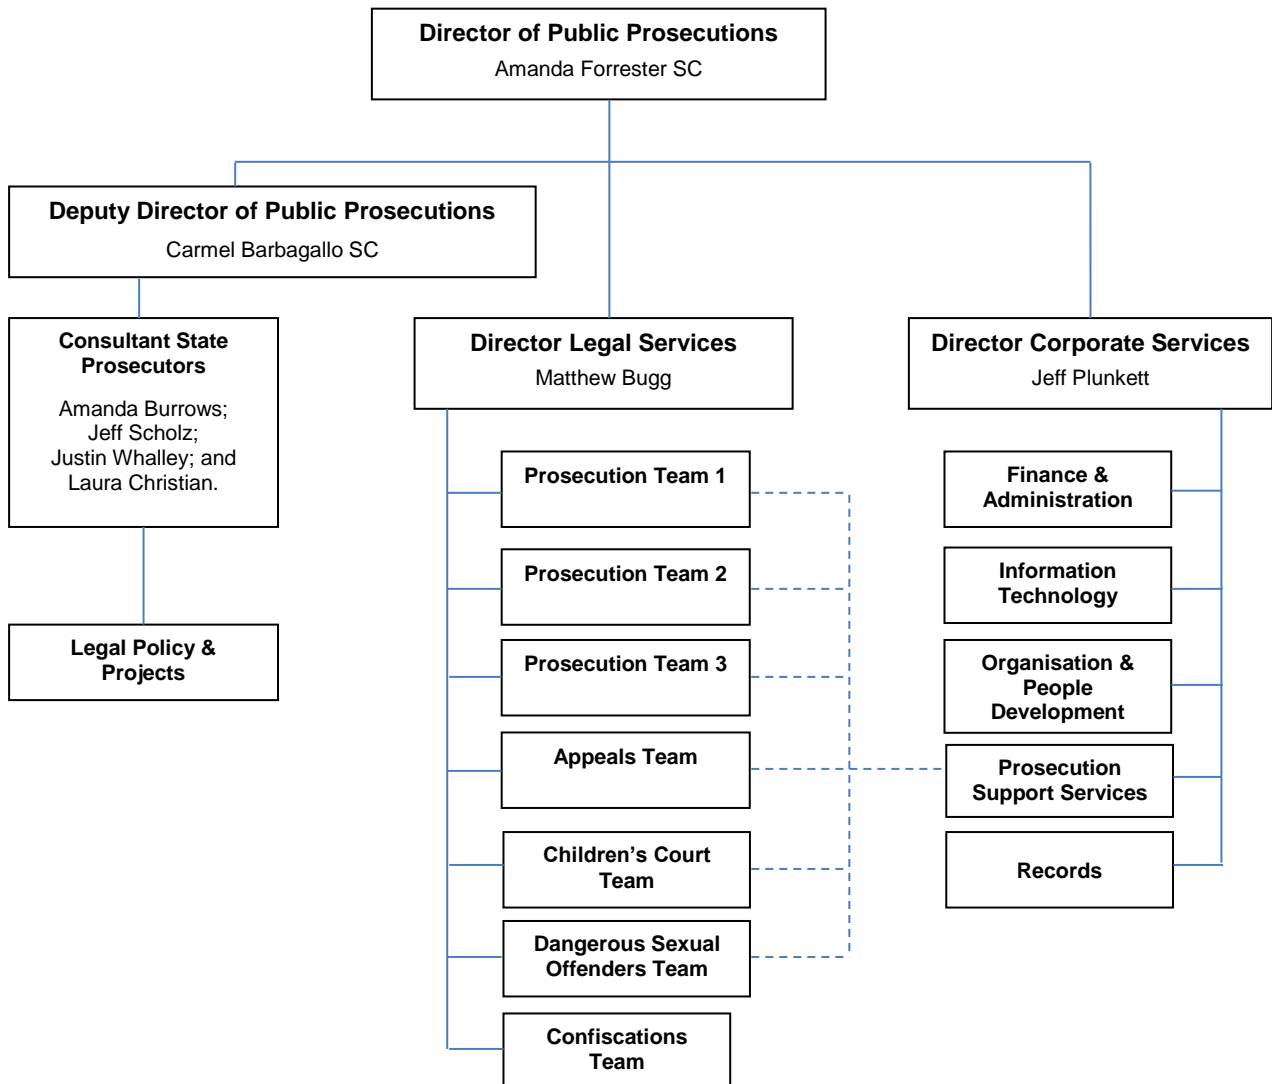 Director of Public Prosecutions
Amanda Forrester SC
Deputy Director of Public Prosecutions
Carmel Barbagallo SC
Consultant State
Prosecutors
Amanda Burrows;
Jeff Scholz;
Justin Whalley; and
Laura Christian.
Legal Policy &
Projects
Director Legal Services
Matthew Bugg
Prosecution Team 1
Prosecution Team 2
Prosecution Team 3
Appeals Team
Children’s Court
Team
Dangerous Sexual
Offenders Team
Confiscations
Team
Director Corporate Services
Jeff Plunkett
Finance &
Administration
Information
Technology
Organisation &
People
Development
Prosecution
Support Services
Records